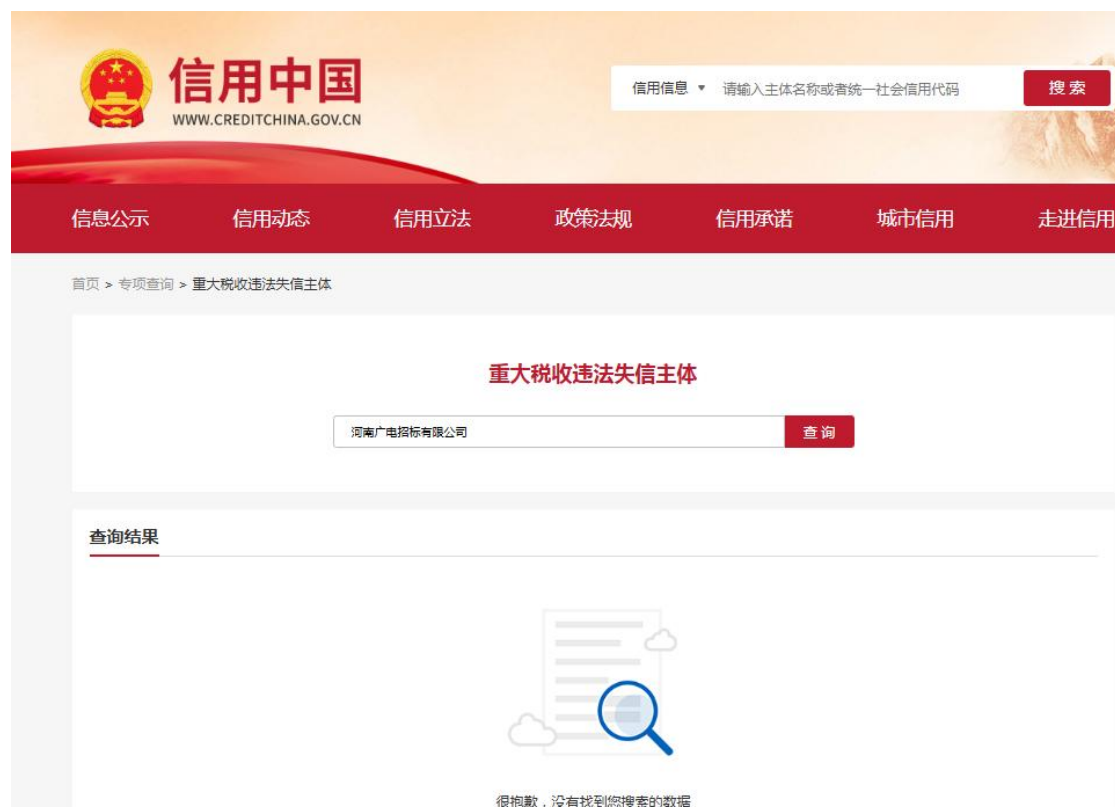 信用中国
WWW.CREDITCHINA.GOV.CN
信用信息 ▼ 请输入主体名称或者统一社会信用代码 搜索
信息公示 信用动态 信用立法 政策法规 信用承诺 城市信用 走进信用
首页 > 专项查询 > 重大税收违法失信主体
重大税收违法失信主体
河南广电招标有限公司 查询
查询结果
很抱歉，没有找到您搜索的数据